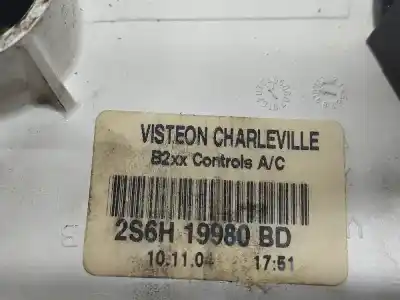 VISTEON CHARLEVILLE
B2xx Controls A/C
2S6H 19980 BD
10.11.04 17:51